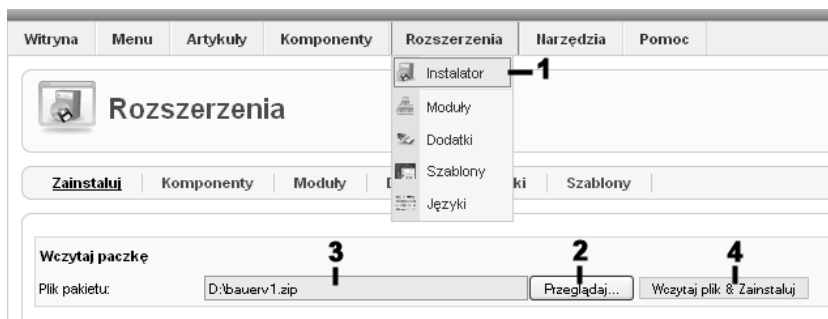 Witryna Menu Artykuły Komponenty Rozszerzenia Narzędzia Pomoc
Instalator 1
Rozszerzenia
Moduły
Dodatki
Szablony
Języki
Zainstaluj Komponenty Moduły ki Szablony
Wczytaj paczkę 3 2 4
Plik pakietu: D:\bauerv1.zip Przeglądaj... Wczytaj plik & Zainstaluj